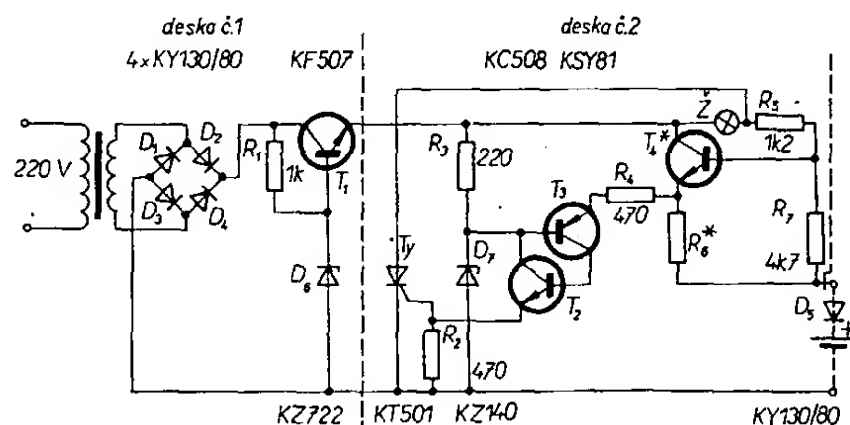 deska č.1
deska č.2
4×KY130/80
KF507
KC508 KSY81
220 V
D1
D2
D3
D4
R1
1k
T1
D6
Ty
R2
470
R3
220
D7
T3
T2
R4
470
T4*
Ž
R5
1k2
R6*
R7
4k7
D5
+
KZ722
KT501
KZ140
KY130/80